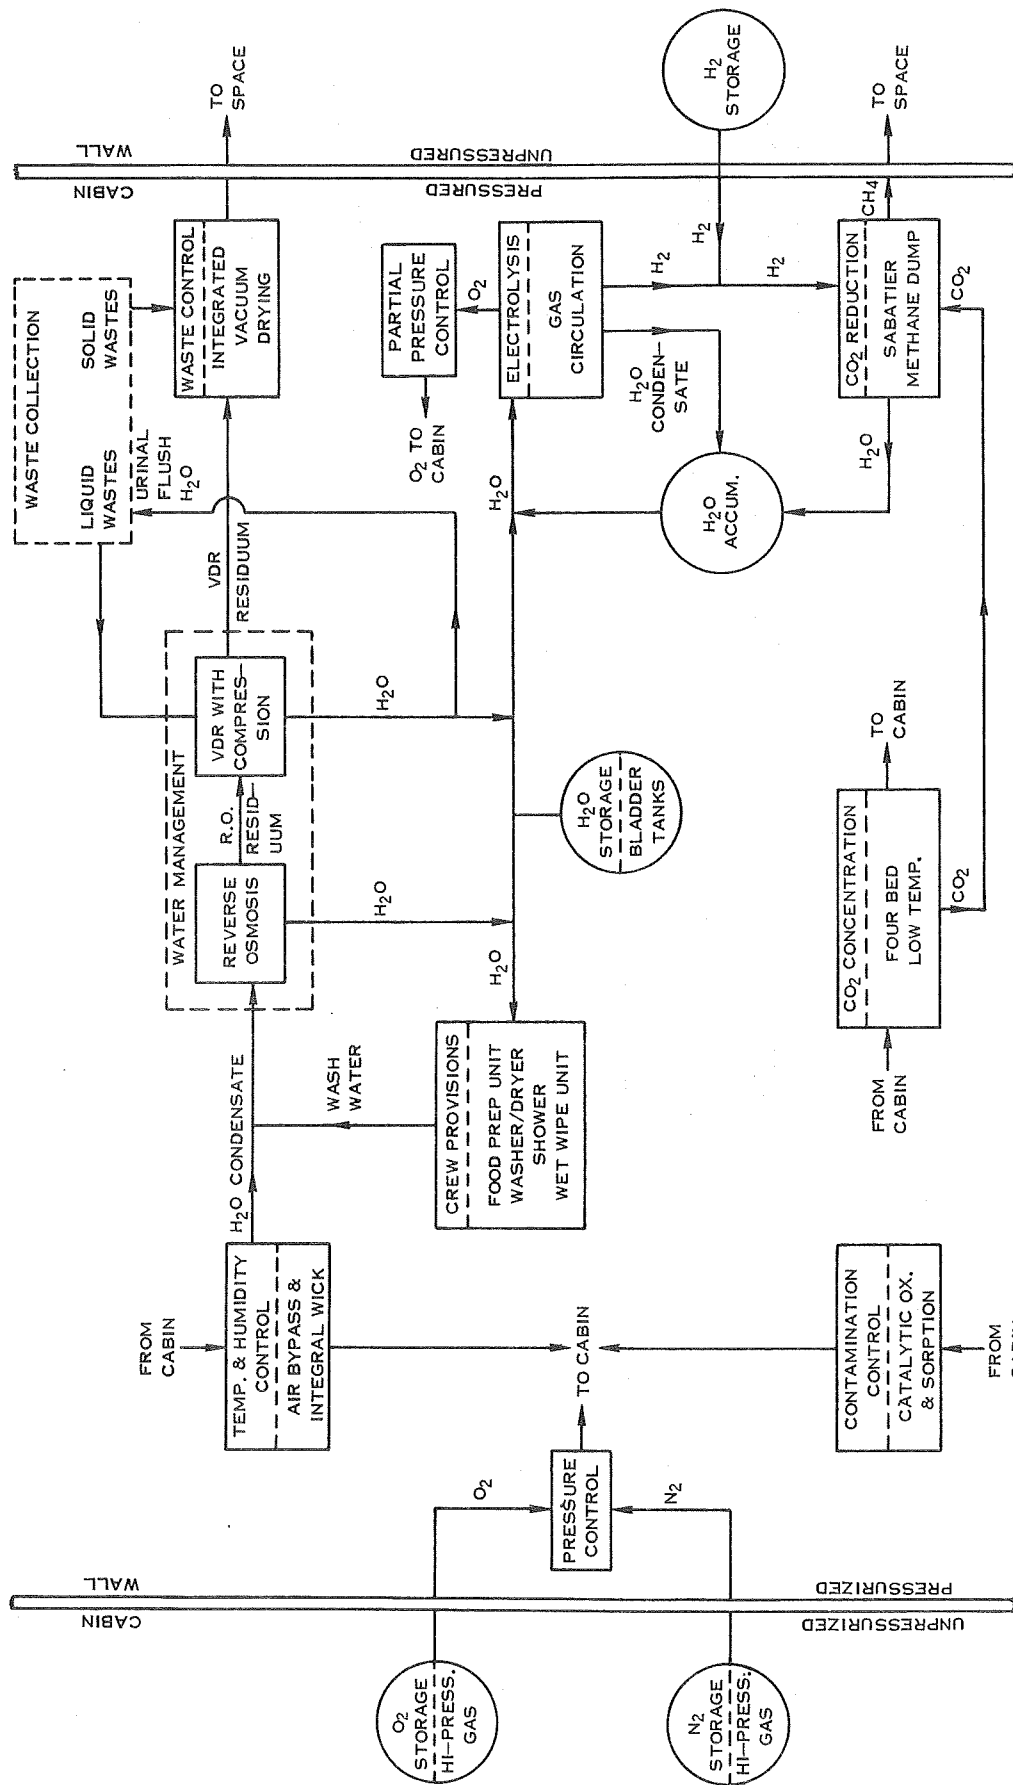 O2
STORAGE
HI-PRESS.
GAS
N2
STORAGE
HI-PRESS.
GAS
CABIN
WALL
UNPRESSURIZED
PRESSURIZED
O2
N2
PRESSURE
CONTROL
TO CABIN
FROM
CABIN
TEMP. & HUMIDITY
CONTROL
AIR BYPASS &
INTEGRAL WICK
CONTAMINATION
CONTROL
CATALYTIC OX.
& SORPTION
FROM
H2O CONDENSATE
WASH
WATER
CREW PROVISIONS
FOOD PREP UNIT
WASHER/DRYER
SHOWER
WET WIPE UNIT
H2O
WATER MANAGEMENT
REVERSE
OSMOSIS
R.O.
RESID-
UUM
VDR WITH
COMPRES-
SION
H2O
H2O
H2O
STORAGE
BLADDER
TANKS
FROM
CABIN
CO2 CONCENTRATION
FOUR BED
LOW TEMP.
TO
CABIN
CO2
WASTE COLLECTION
LIQUID
WASTES
SOLID
WASTES
URINAL
FLUSH
H2O
VDR
RESIDUUM
WASTE CONTROL
INTEGRATED
VACUUM
DRYING
PARTIAL
PRESSURE
CONTROL
O2 TO
CABIN
O2
H2O
ELECTROLYSIS
GAS
CIRCULATION
H2O
CONDEN-
SATE
H2
H2
H2
H2O
ACCUM.
H2O
CO2 REDUCTION
SABATIER
METHANE DUMP
CH4
CO2
CABIN
WALL
PRESSURED
UNPRESSURED
TO
SPACE
H2
STORAGE
TO
SPACE